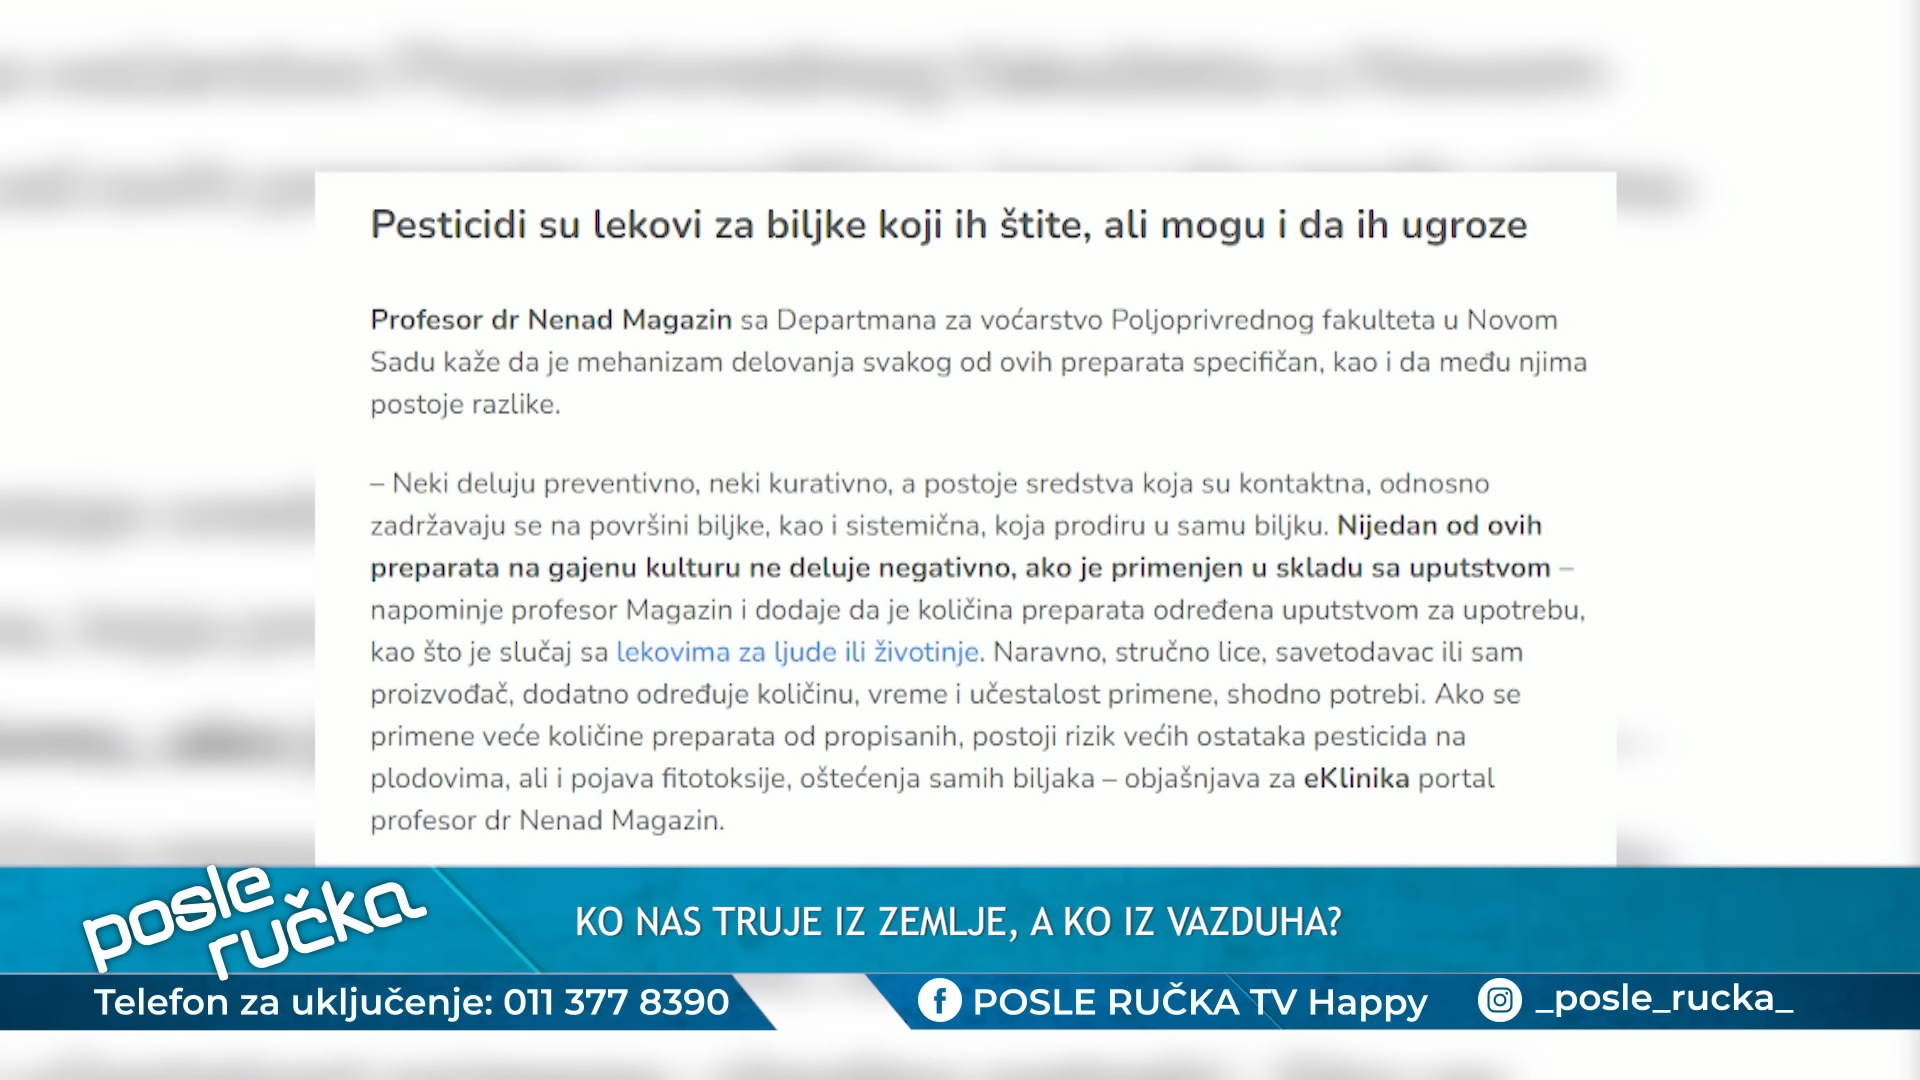 Pesticidi su lekovi za biljke koji ih štite, ali mogu i da ih ugroze
Profesor dr Nenad Magazin sa Departmana za voćarstvo Poljoprivrednog fakulteta u Novom
Sadu kaže da je mehanizam delovanja svakog od ovih preparata specifičan, kao i da među njima
postoje razlike.
– Neki deluju preventivno, neki kurativno, a postoje sredstva koja su kontaktna, odnosno
zadržavaju se na površini biljke, kao i sistemična, koja prodiru u samu biljku. Nijedan od ovih
preparata na gajenu kulturu ne deluje negativno, ako je primenjen u skladu sa uputstvom –
napominje profesor Magazin i dodaje da je količina preparata određena uputstvom za upotrebu,
kao što je slučaj sa lekovima za ljude ili životinje. Naravno, stručno lice, savetodavac ili sam
proizvođač, dodatno određuje količinu, vreme i učestalost primene, shodno potrebi. Ako se
primene veće količine preparata od propisanih, postoji rizik većih ostataka pesticida na
plodovima, ali i pojava fitotoksije, oštećenja samih biljaka – objašnjava za eKlinika portal
profesor dr Nenad Magazin.
posle
ručka
KO NAS TRUJE IZ ZEMLJE, A KO IZ VAZDUHA?
Telefon za uključenje: 011 377 8390
POSLE RUČKA TV Happy
_posle_rucka_